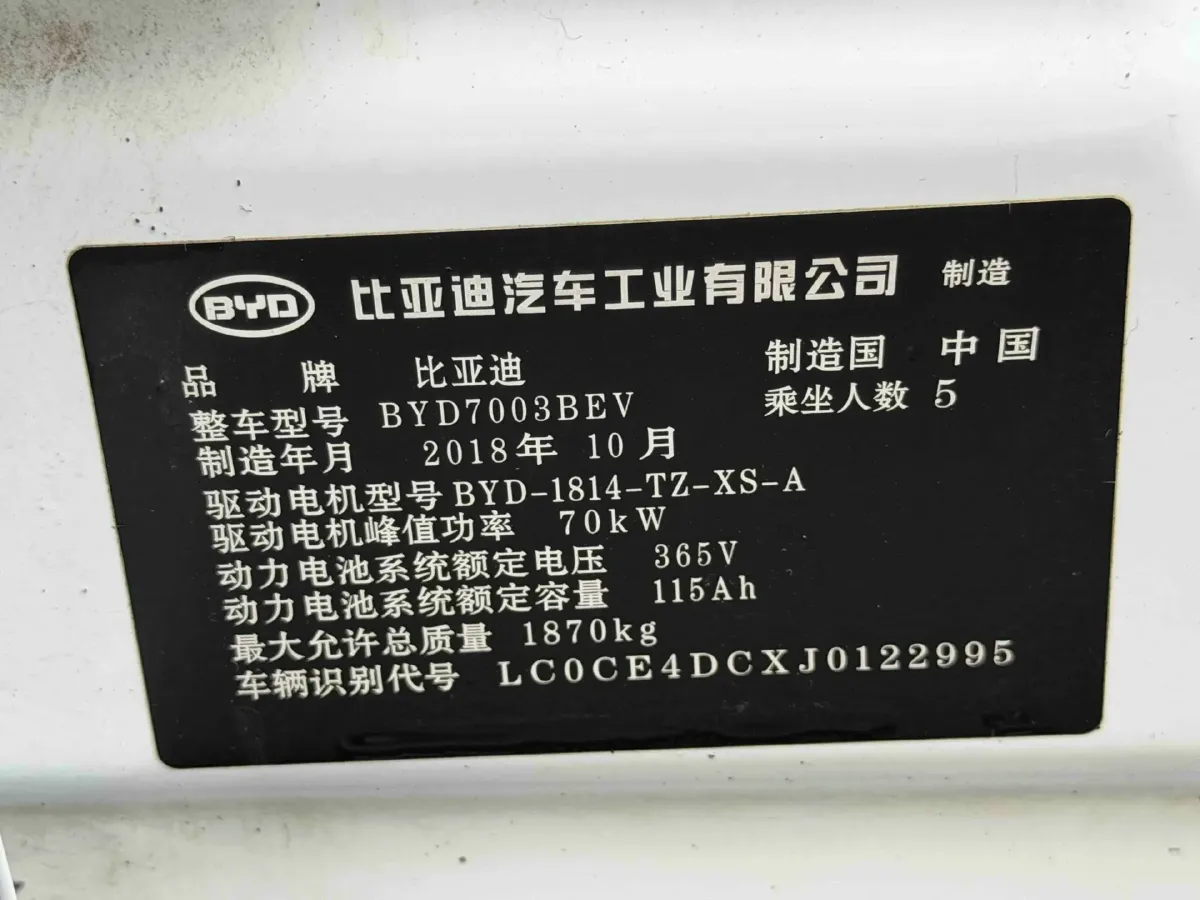 BYD 比亚迪汽车工业有限公司 制造
品 牌 比亚迪 制造国 中国
整车型号 BYD7003BEV 乘坐人数 5
制造年月 2018年 10月
驱动电机型号 BYD-1814-TZ-XS-A
驱动电机峰值功率 70kW
动力电池系统额定电压 365V
动力电池系统额定容量 115Ah
最大允许总质量 1870kg
车辆识别代号 LC0CE4DCXJ0122995